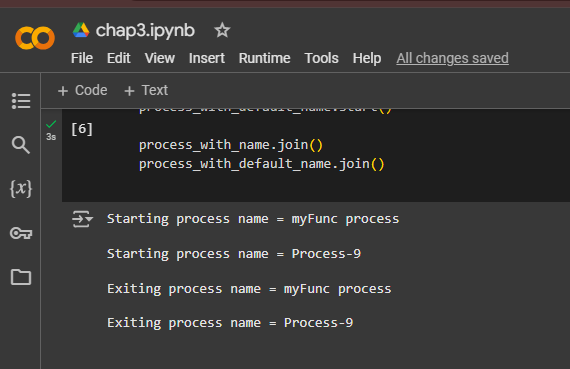 chap3.ipynb
File Edit View Insert Runtime Tools Help All changes saved
+ Code + Text
process_with_default_name.start()
[6]
3s
process_with_name.join()
process_with_default_name.join()
{x}
Starting process name = myFunc process
Starting process name = Process-9
Exiting process name = myFunc process
Exiting process name = Process-9